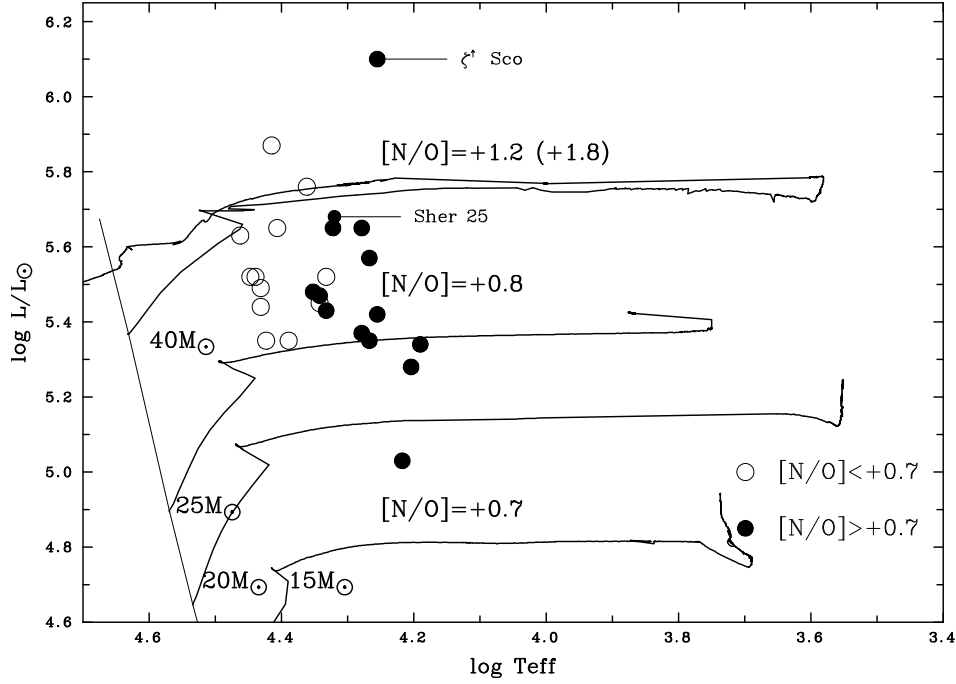 6.2
6.0
5.8
5.6
5.4
5.2
5.0
4.8
4.6
log L/L⊙
ζ¹ Sco
[N/O]=+1.2 (+1.8)
Sher 25
[N/O]=+0.8
40M⊙
[N/O]<+0.7
25M⊙
[N/O]=+0.7
[N/O]>+0.7
20M⊙
15M⊙
4.6 4.4 4.2 4.0 3.8 3.6 3.4
log Teff